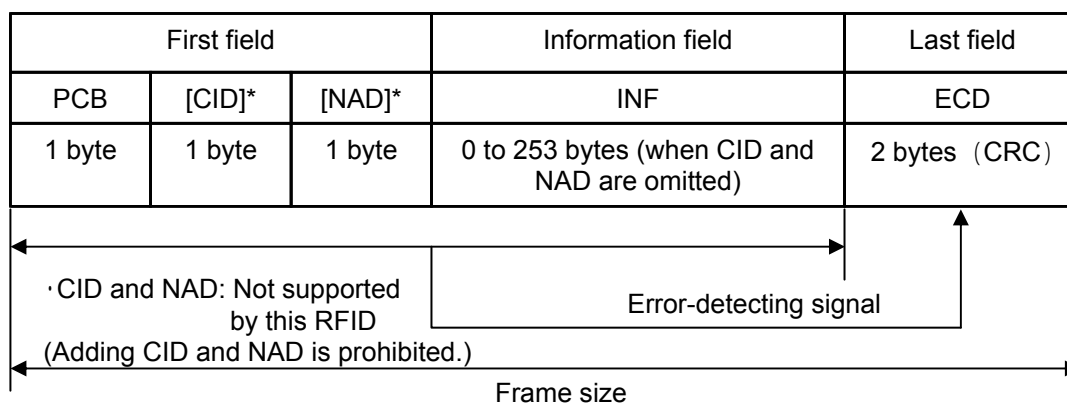 First field Information field Last field
PCB [CID]* [NAD]* INF ECD
1 byte 1 byte 1 byte 0 to 253 bytes (when CID and 2 bytes（CRC）
NAD are omitted)
·CID and NAD: Not supported
by this RFID
Error-detecting signal
(Adding CID and NAD is prohibited.)
Frame size